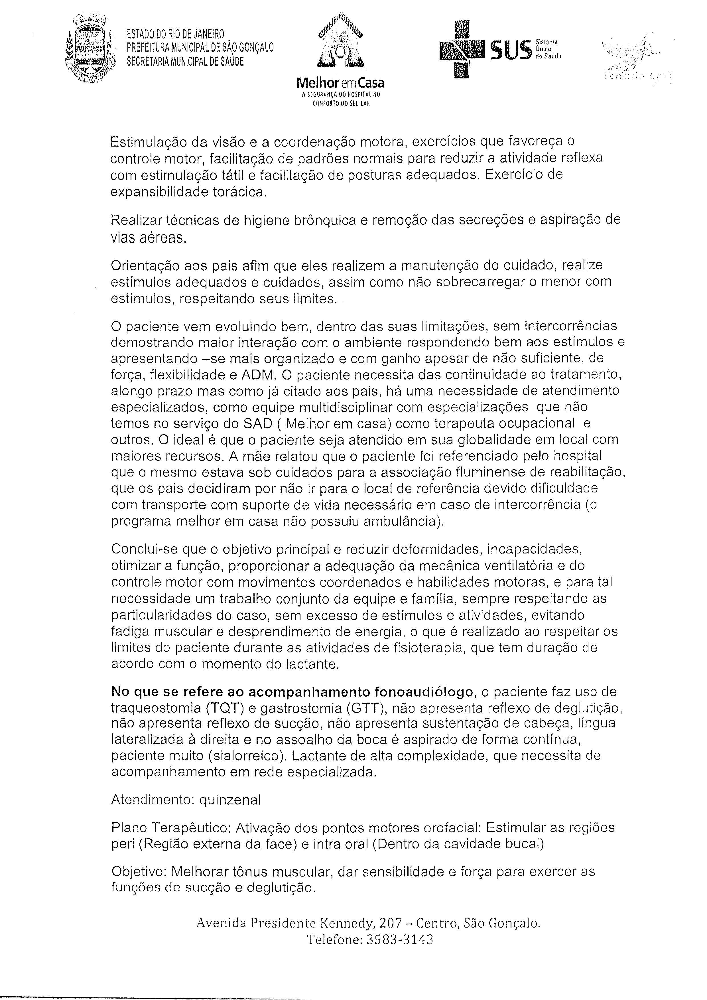 ESTADO DO RIO DE JANEIRO
PREFEITURA MUNICIPAL DE SÃO GONÇALO
SECRETARIA MUNICIPAL DE SAÚDE
MelhoremCasa
A SEGURANÇA DO HOSPITAL NO
CONFORTO DO SEU LAR
SUS
Sistema
Único
de Saúde
Estimulação da visão e a coordenação motora, exercícios que favoreça o
controle motor, facilitação de padrões normais para reduzir a atividade reflexa
com estimulação tátil e facilitação de posturas adequados. Exercício de
expansibilidade torácica.
Realizar técnicas de higiene brônquica e remoção das secreções e aspiração de
vias aéreas.
Orientação aos pais afim que eles realizem a manutenção do cuidado, realize
estímulos adequados e cuidados, assim como não sobrecarregar o menor com
estímulos, respeitando seus limites.
O paciente vem evoluindo bem, dentro das suas limitações, sem intercorrências
demostrando maior interação com o ambiente respondendo bem aos estímulos e
apresentando –se mais organizado e com ganho apesar de não suficiente, de
força, flexibilidade e ADM. O paciente necessita das continuidade ao tratamento,
alongo prazo mas como já citado aos pais, há uma necessidade de atendimento
especializados, como equipe multidisciplinar com especializações que não
temos no serviço do SAD ( Melhor em casa) como terapeuta ocupacional e
outros. O ideal é que o paciente seja atendido em sua globalidade em local com
maiores recursos. A mãe relatou que o paciente foi referenciado pelo hospital
que o mesmo estava sob cuidados para a associação fluminense de reabilitação,
que os pais decidiram por não ir para o local de referência devido dificuldade
com transporte com suporte de vida necessário em caso de intercorrência (o
programa melhor em casa não possuiu ambulância).
Conclui-se que o objetivo principal e reduzir deformidades, incapacidades,
otimizar a função, proporcionar a adequação da mecânica ventilatória e do
controle motor com movimentos coordenados e habilidades motoras, e para tal
necessidade um trabalho conjunto da equipe e família, sempre respeitando as
particularidades do caso, sem excesso de estímulos e atividades, evitando
fadiga muscular e desprendimento de energia, o que é realizado ao respeitar os
limites do paciente durante as atividades de fisioterapia, que tem duração de
acordo com o momento do lactante.
No que se refere ao acompanhamento fonoaudiólogo, o paciente faz uso de
traqueostomia (TQT) e gastrostomia (GTT), não apresenta reflexo de deglutição,
não apresenta reflexo de sucção, não apresenta sustentação de cabeça, língua
lateralizada à direita e no assoalho da boca é aspirado de forma contínua,
paciente muito (sialorreico). Lactante de alta complexidade, que necessita de
acompanhamento em rede especializada.
Atendimento: quinzenal
Plano Terapêutico: Ativação dos pontos motores orofacial: Estimular as regiões
peri (Região externa da face) e intra oral (Dentro da cavidade bucal)
Objetivo: Melhorar tônus muscular, dar sensibilidade e força para exercer as
funções de sucção e deglutição.
Avenida Presidente Kennedy, 207 – Centro, São Gonçalo.
Telefone: 3583-3143